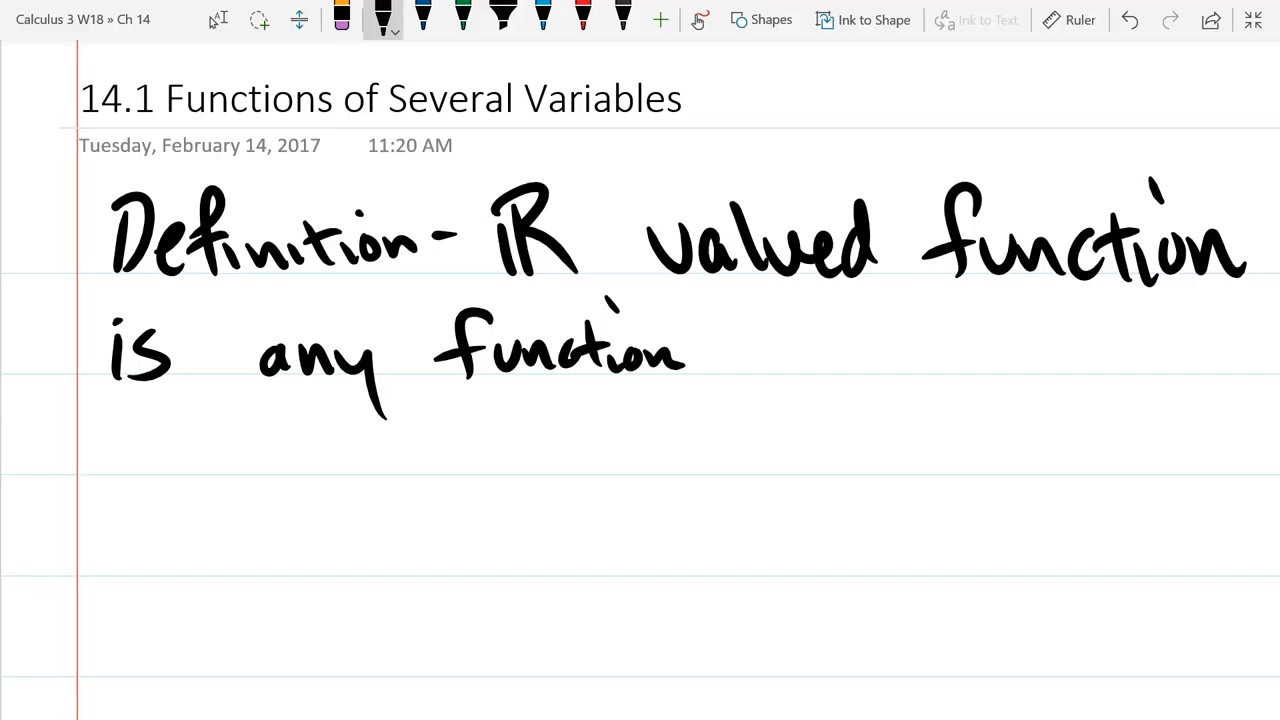 Calculus 3 W18 » Ch 14
Shapes
Ink to Shape
Ink to Text
Ruler
14.1 Functions of Several Variables
Tuesday, February 14, 2017 11:20 AM
Definition - ℝ valued function
is any function